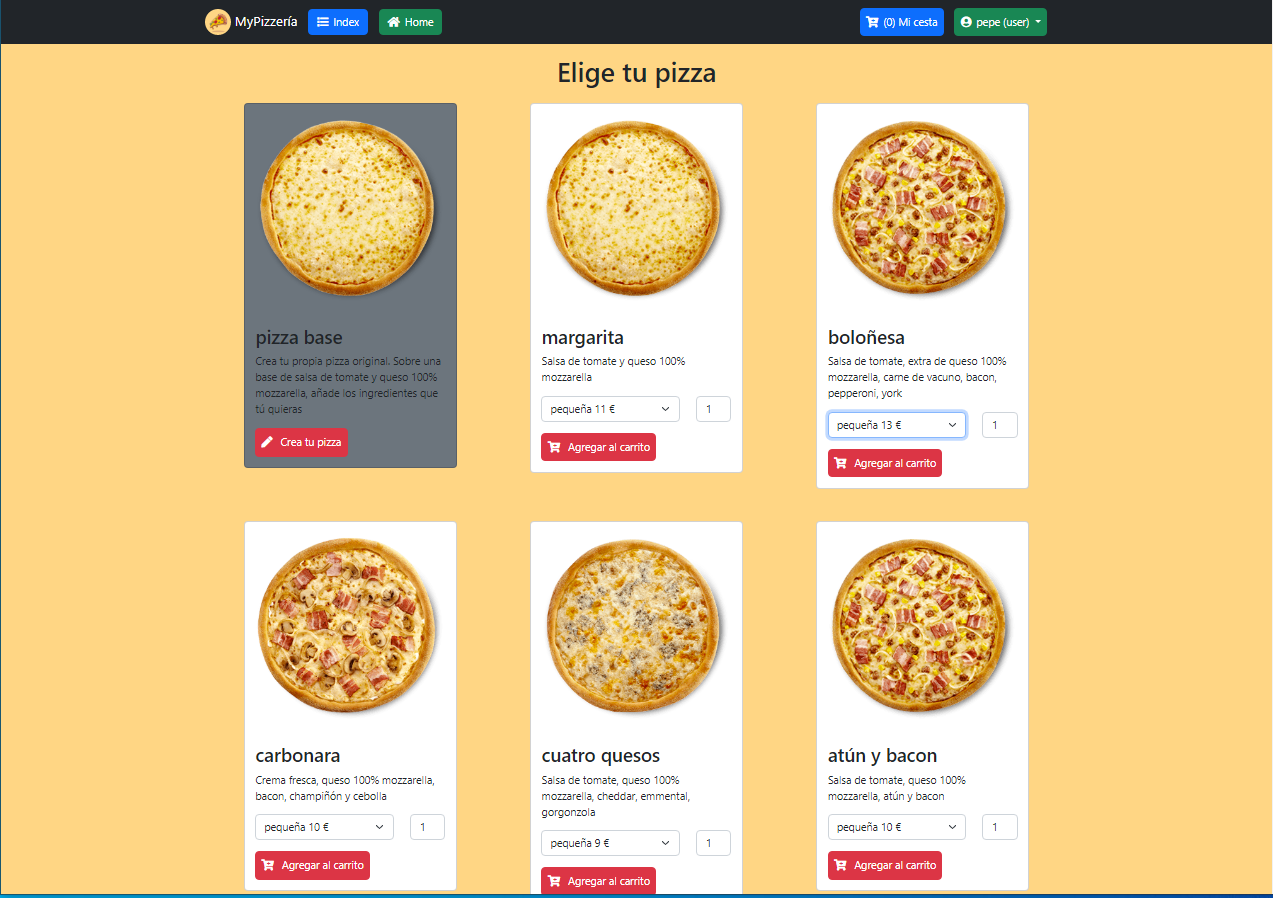 MyPizzería Index Home (0) Mi cesta pepe (user)
Elige tu pizza
pizza base
Crea tu propia pizza original. Sobre una
base de salsa de tomate y queso 100%
mozzarella, añade los ingredientes que
tú quieras
Crea tu pizza
margarita
Salsa de tomate y queso 100%
mozzarella
pequeña 11 € 1
Agregar al carrito
boloñesa
Salsa de tomate, extra de queso 100%
mozzarella, carne de vacuno, bacon,
pepperoni, york
pequeña 13 € 1
Agregar al carrito
carbonara
Crema fresca, queso 100% mozzarella,
bacon, champiñón y cebolla
pequeña 10 € 1
Agregar al carrito
cuatro quesos
Salsa de tomate, queso 100%
mozzarella, cheddar, emmental,
gorgonzola
pequeña 9 € 1
Agregar al carrito
atún y bacon
Salsa de tomate, queso 100%
mozzarella, atún y bacon
pequeña 10 € 1
Agregar al carrito